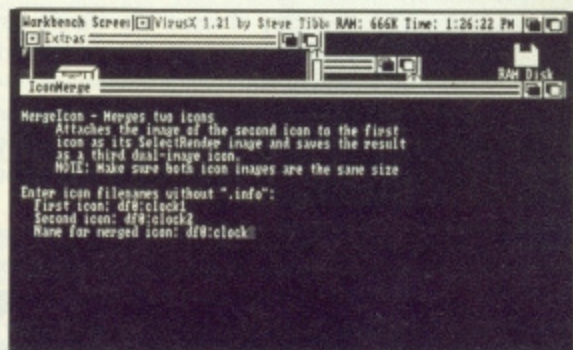 Workbench Screen VirusX 1.21 by Steve Tibbe RAM: 666K Time: 1:26:22 PM
Extras
RAM Disk
IconMerge
MergeIcon - Merges two icons
Attaches the image of the second icon to the first
icon as its SelectRender image and saves the result
as a third dual-image icon.
NOTE: Make sure both icon images are the same size
Enter icon filenames without ".info":
First icon: df0:clock1
Second icon: df0:clock2
Name for merged icon: df0:clock